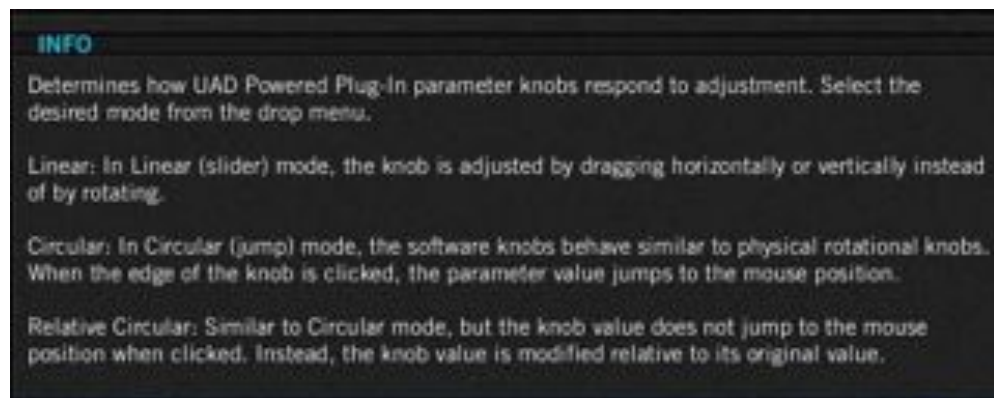 INFO
Determines how UAD Powered Plug-In parameter knobs respond to adjustment. Select the
desired mode from the drop menu.
Linear: In Linear (slider) mode, the knob is adjusted by dragging horizontally or vertically instead
of by rotating.
Circular: In Circular (jump) mode, the software knobs behave similar to physical rotational knobs.
When the edge of the knob is clicked, the parameter value jumps to the mouse position.
Relative Circular: Similar to Circular mode, but the knob value does not jump to the mouse
position when clicked. Instead, the knob value is modified relative to its original value.